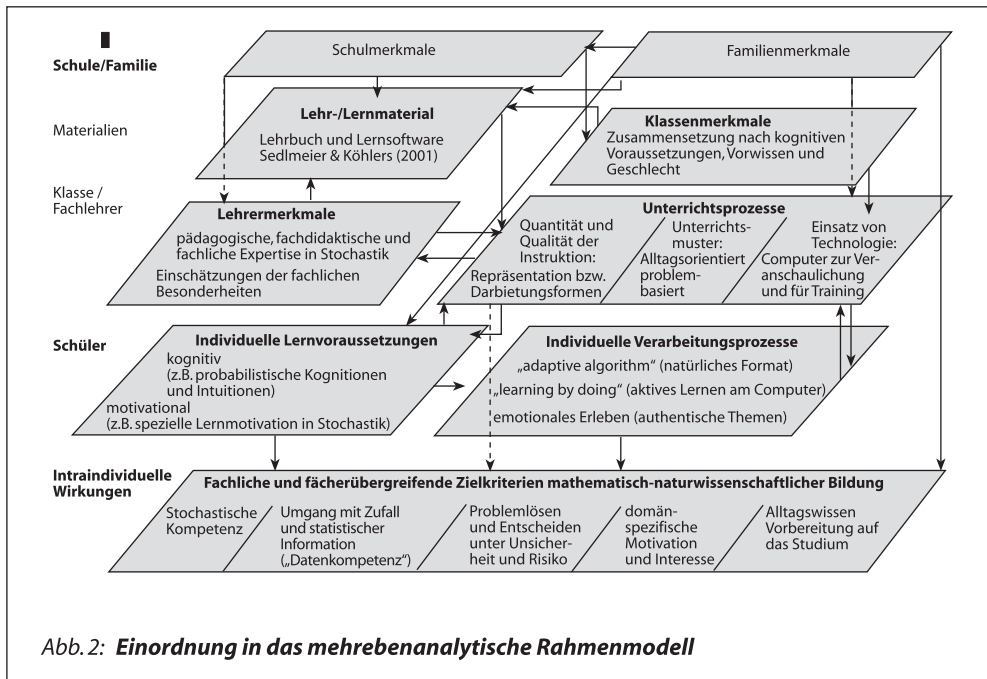 Schulmerkmale
Familienmerkmale
Schule/Familie
Materialien
Lehr-/Lernmaterial
Lehrbuch und Lernsoftware
Sedlmeier & Köhlers (2001)
Klassenmerkmale
Zusammensetzung nach kognitiven
Voraussetzungen, Vorwissen und
Geschlecht
Klasse /
Fachlehrer
Lehrermerkmale
pädagogische, fachdidaktische und
fachliche Expertise in Stochastik
Einschätzungen der fachlichen
Besonderheiten
Unterrichtsprozesse
Quantität und
Qualität der
Instruktion:
Repräsentation bzw.
Darbietungsformen
Unterrichts-
muster:
Alltagsorientiert
problem-
basiert
Einsatz von
Technologie:
Computer zur Ver-
anschaulichung
und für Training
Schüler
Individuelle Lernvoraussetzungen
kognitiv
(z.B. probabilistische Kognitionen
und Intuitionen)
motivational
(z.B. spezielle Lernmotivation in Stochastik)
Individuelle Verarbeitungsprozesse
„adaptive algorithm“ (natürliches Format)
„learning by doing“ (aktives Lernen am Computer)
emotionales Erleben (authentische Themen)
Intraindividuelle
Wirkungen
Fachliche und fächerübergreifende Zielkriterien mathematisch-naturwissenschaftlicher Bildung
Stochastische
Kompetenz
Umgang mit Zufall
und statistischer
Information
(„Datenkompetenz“)
Problemlösen
und Entscheiden
unter Unsicher-
heit und Risiko
domän-
spezifische
Motivation
und Interesse
Alltagswissen
Vorbereitung auf
das Studium
Abb. 2: Einordnung in das mehrebenanalytische Rahmenmodell